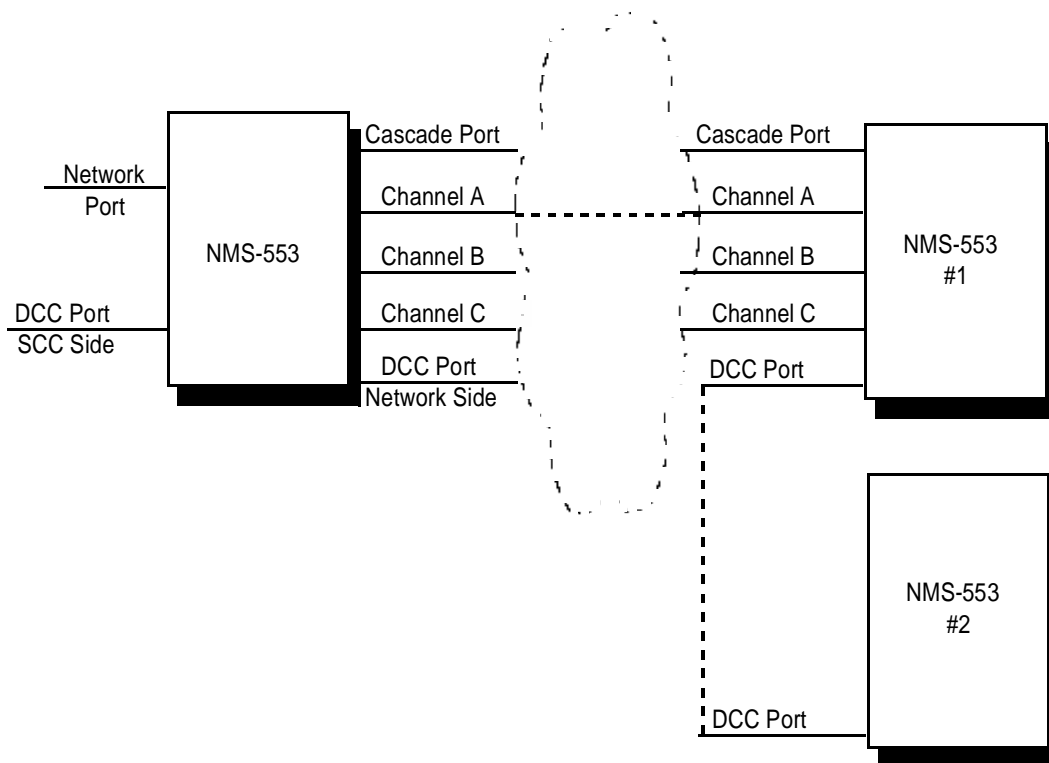 Cascade Port
Network
Port
Channel A
NMS-553
Channel B
DCC Port
SCC Side
Channel C
DCC Port
Network Side
Cascade Port
Channel A
Channel B
NMS-553
#1
Channel C
DCC Port
NMS-553
#2
DCC Port